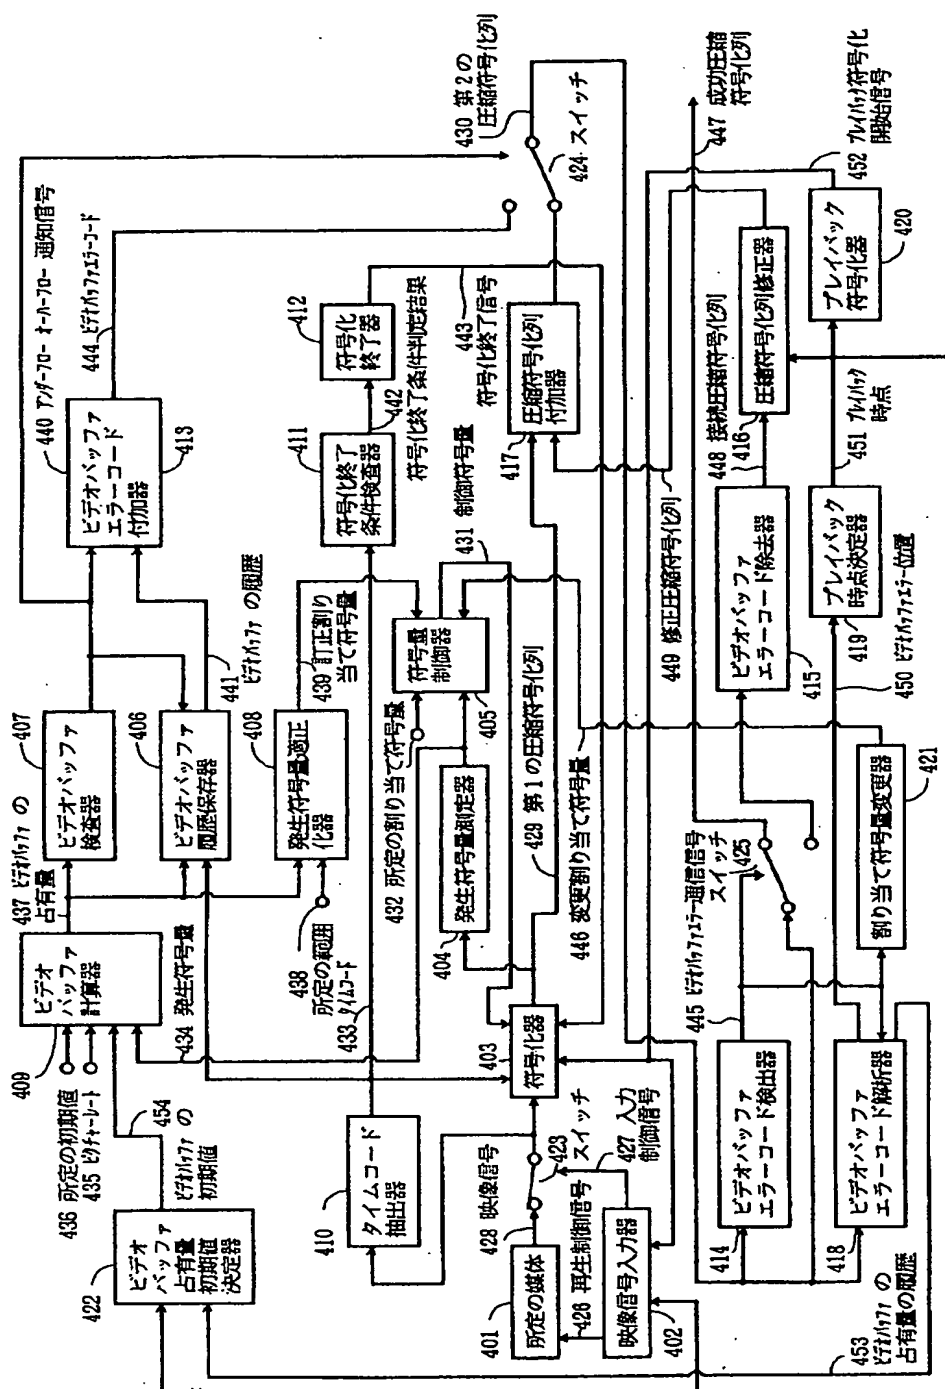 430 第2の
圧縮符号化列
424 スイッチ
447 成功圧縮
符号化列
452 プレイバック符号化
開始信号
440 アンダーフロー オーバーフロー 通知信号
444 ビデオバッファエラーコード
ビデオバッファ
エラーコード
付加器
413
符号化
終了器
412
443
符号化終了信号
符号化終了
条件検査器
411
442
符号化終了条件判定結果
圧縮符号化列
付加器
417
プレイバック
符号化器
420
圧縮符号化列修正器
416
448 接続圧縮符号化列
451 プレイバック
時点
449 修正圧縮符号化列
431 制御符号量
441 ビデオバッファ の履歴
439 訂正割り
当て符号量
符号量
制御器
405
ビデオバッファ
エラーコード除去器
415
プレイバック
時点決定器
419
450 ビデオバッファエラー位置
ビデオバッファ
検査器
407
ビデオバッファ
履歴保存器
406
発生符号量適正
化器
408
432 所定の割り当て符号量
発生符号量測定器
404
429 第1の圧縮符号化列
446 変更割り当て符号量
割り当て符号量変更器
421
437 ビデオバッファ の
占有量
434 発生符号量
438
所定の範囲
433 タイムコード
445 ビデオバッファエラー通信信号
スイッチ
425
ビデオ
バッファ
計算器
409
436 所定の初期値
435 ピクチャーレート
454
ビデオバッファ の
初期値
符号化器
403
タイムコード
抽出器
410
423
スイッチ
427 入力
制御信号
428 映像信号
426 再生制御信号
ビデオバッファ
エラーコード検出器
414
ビデオバッファ
エラーコード解析器
418
ビデオ
バッファ
占有量
初期値
決定器
422
所定の媒体
401
映像信号入力器
402
453
ビデオバッファ の
占有量の履歴